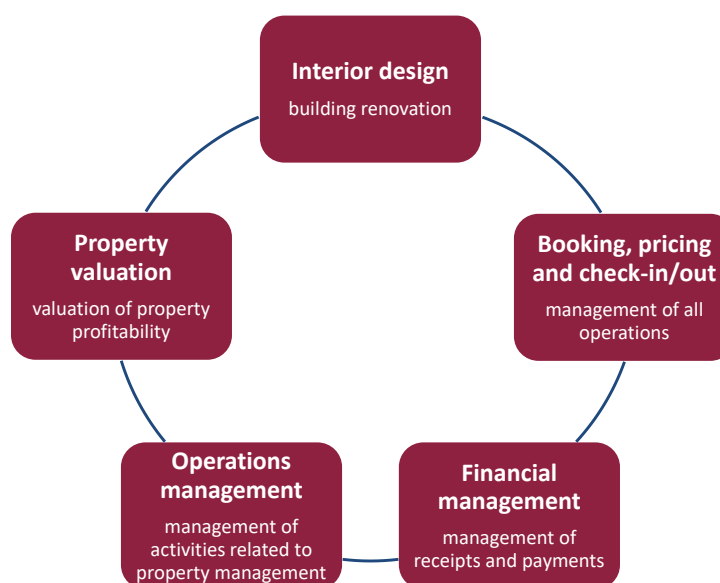 Interior design
building renovation
Booking, pricing
and check-in/out
management of all
operations
Financial
management
management of
receipts and payments
Operations
management
management of
activities related to
property management
Property
valuation
valuation of property
profitability